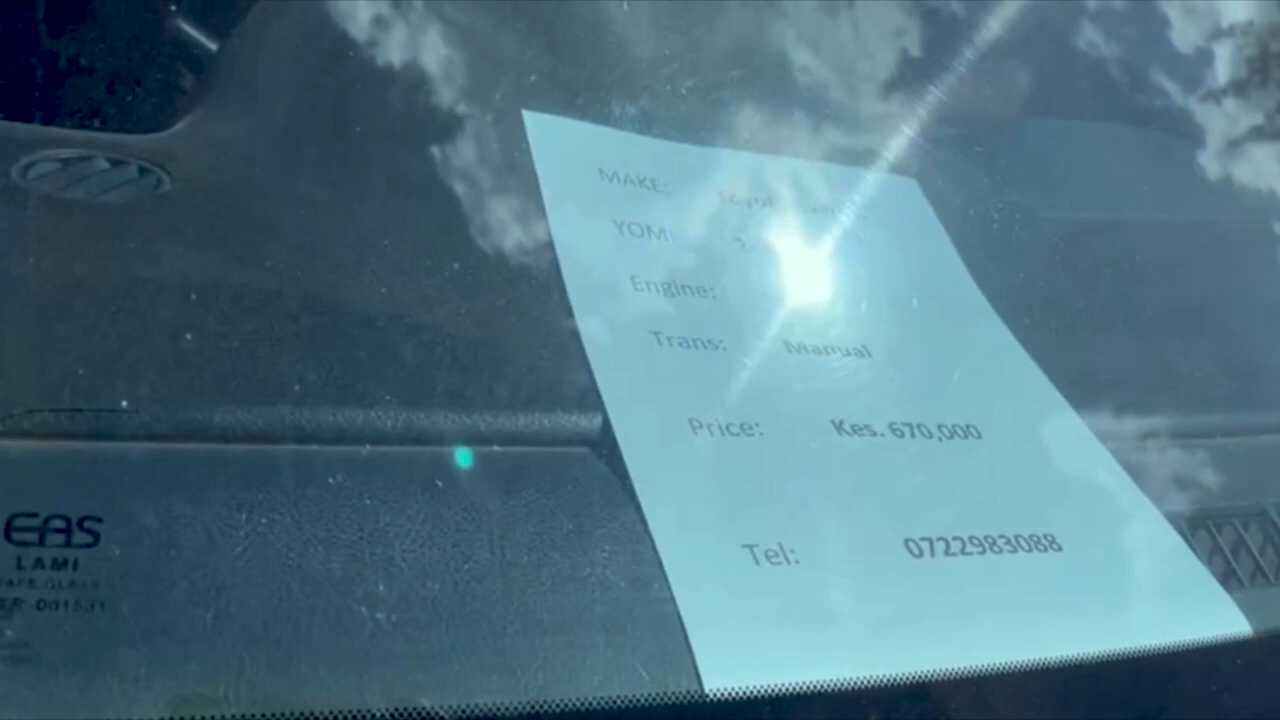 MAKE:
YOM:
Engine:
Trans: Manual
Price: Kes. 670,000
Tel: 0722983088
EAS
LAMI